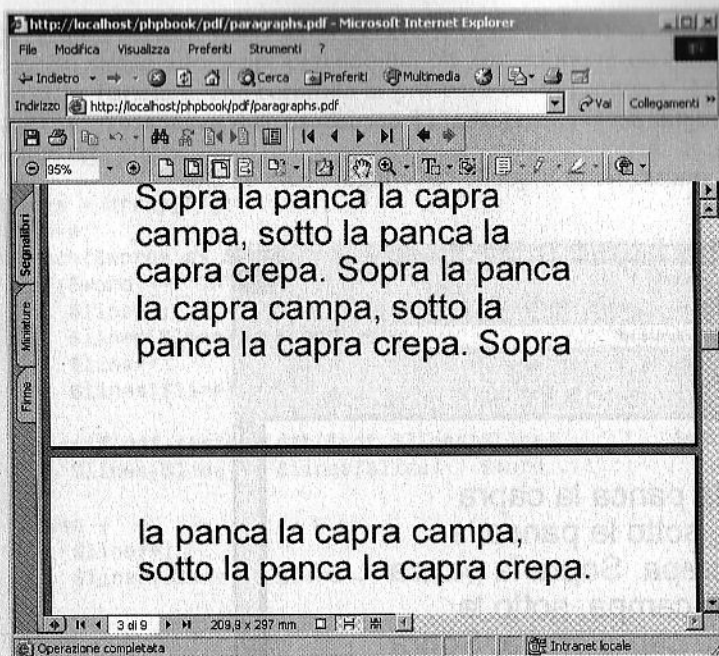 http://localhost/phpbook/pdf/paragraphs.pdf - Microsoft Internet Explorer
File Modifica Visualizza Preferiti Strumenti ?
Indietro Cerca Preferiti Multimedia
Indirizzo http://localhost/phpbook/pdf/paragraphs.pdf Vai Collegamenti »
95%
Segnalibri
Miniature
Firme
Sopra la panca la capra
campa, sotto la panca la
capra crepa. Sopra la panca
la capra campa, sotto la
panca la capra crepa. Sopra
la panca la capra campa,
sotto la panca la capra crepa.
3 di 9 209,9 x 297 mm
Operazione completata Intranet locale